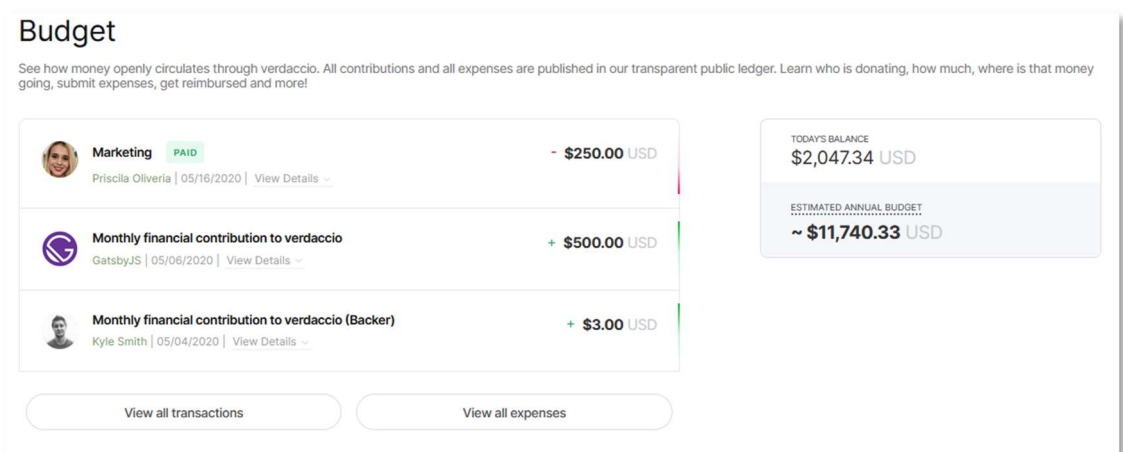 Budget
See how money openly circulates through verdaccio. All contributions and all expenses are published in our transparent public ledger. Learn who is donating, how much, where is that money
going, submit expenses, get reimbursed and more!
Marketing PAID - $250.00 USD
Priscila Oliveria | 05/16/2020 | View Details
Monthly financial contribution to verdaccio + $500.00 USD
GatsbyJS | 05/06/2020 | View Details
Monthly financial contribution to verdaccio (Backer) + $3.00 USD
Kyle Smith | 05/04/2020 | View Details
View all transactions View all expenses
TODAY'S BALANCE
$2,047.34 USD
ESTIMATED ANNUAL BUDGET
~ $11,740.33 USD